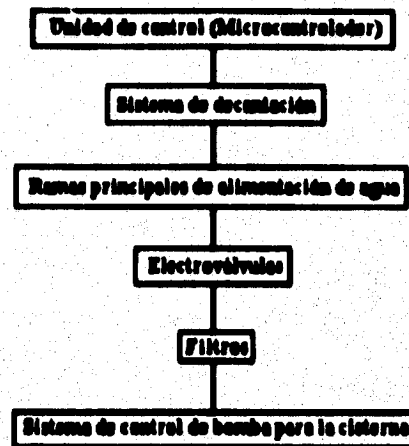 Unidad de control (Microcontrolador)
Sistema de decantación
Ramas principales de alimentación de agua
Electroválvulas
Filtros
Sistema de control de bomba para la cisterna